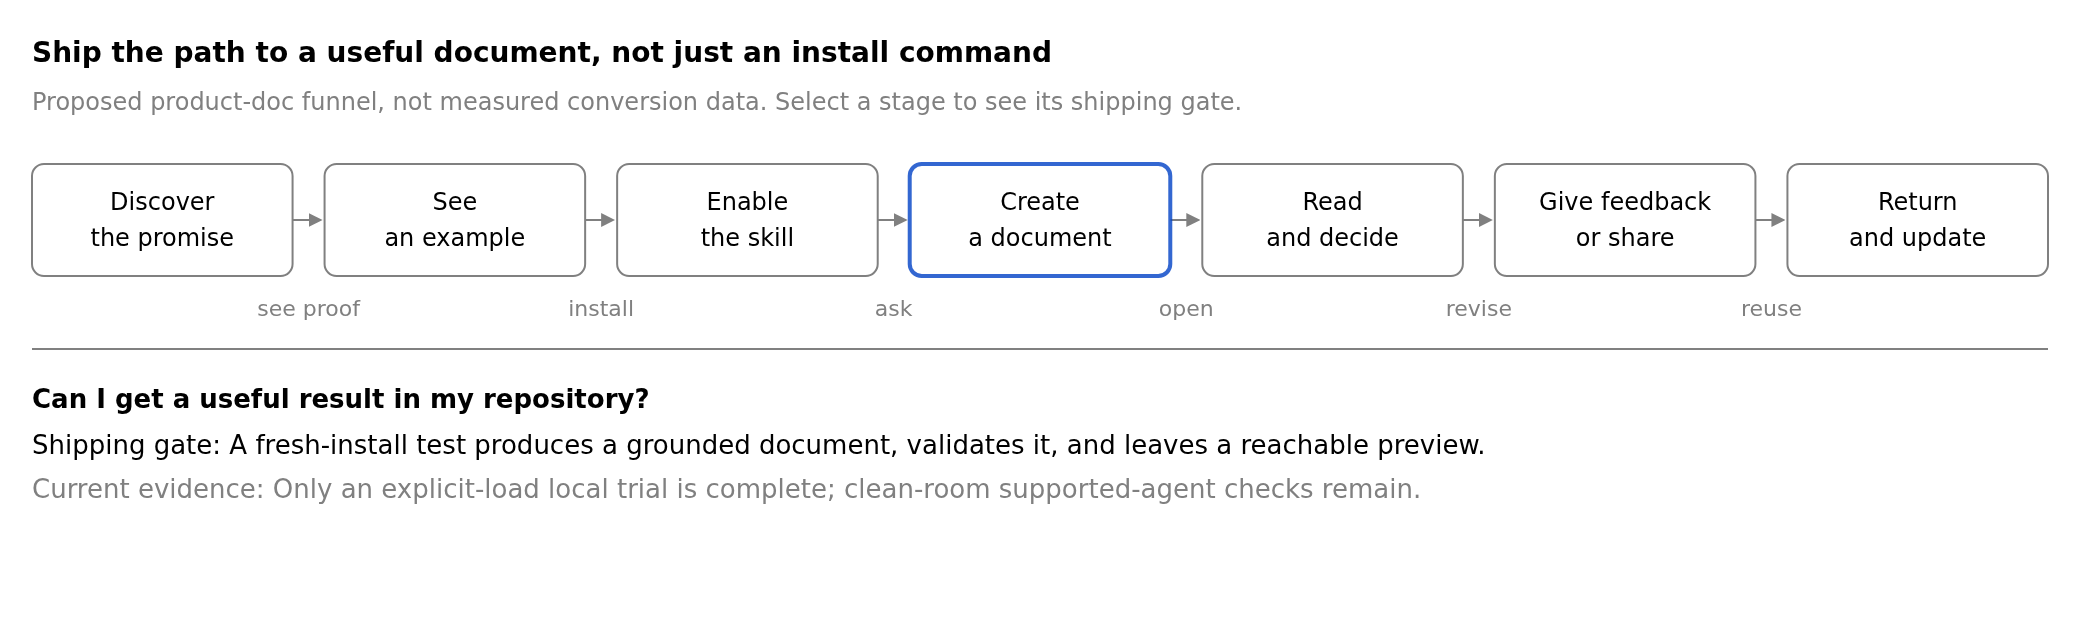 Ship the path to a useful document, not just an install command
Proposed product-doc funnel, not measured conversion data. Select a stage to see its shipping gate.
Discover
the promise
See
an example
Enable
the skill
Create
a document
Read
and decide
Give feedback
or share
Return
and update
see proof
install
ask
open
revise
reuse
Can I get a useful result in my repository?
Shipping gate: A fresh-install test produces a grounded document, validates it, and leaves a reachable preview.
Current evidence: Only an explicit-load local trial is complete; clean-room supported-agent checks remain.